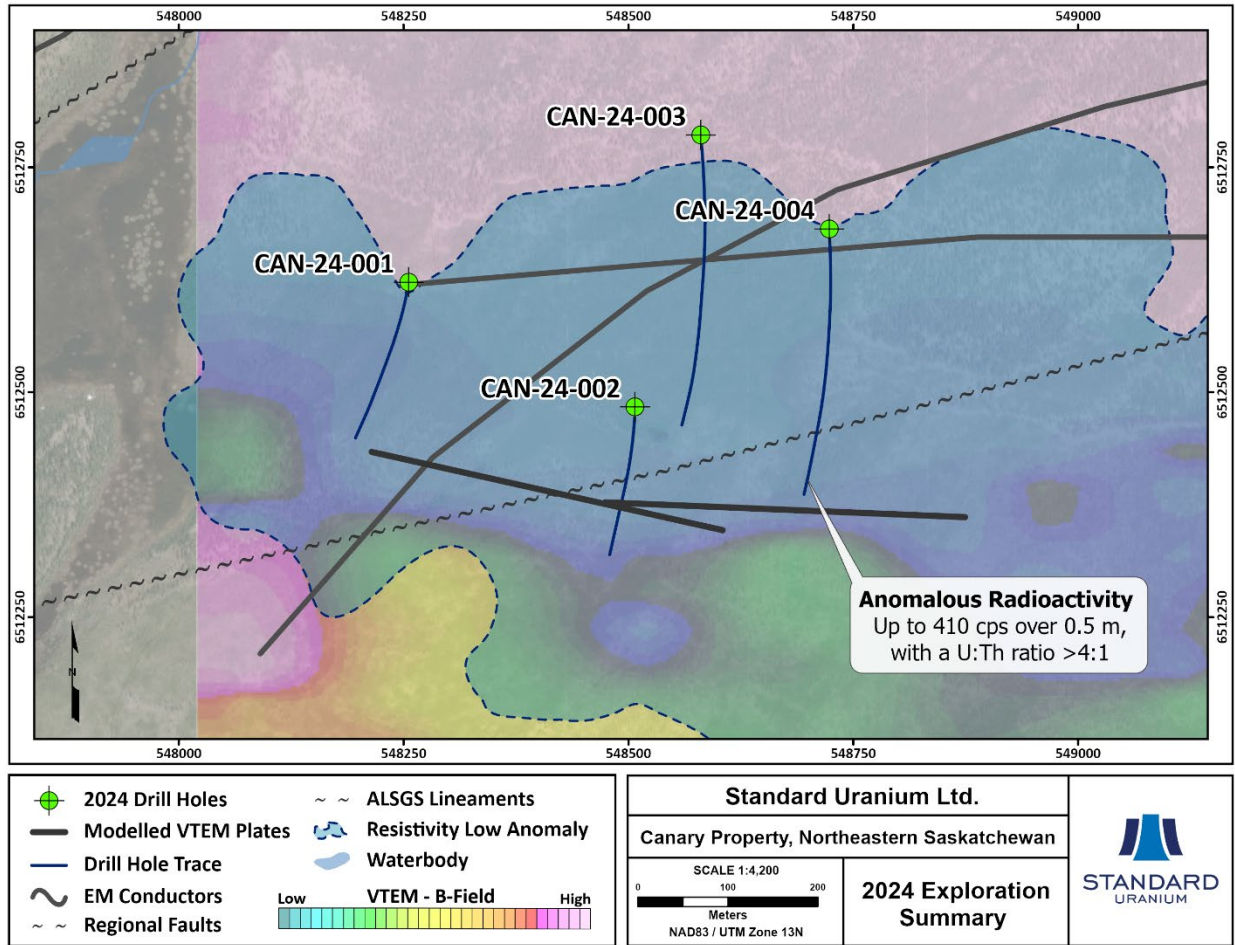 548000 548250 548500 548750 549000
6512750
6512500
6512250
6512750
6512500
6512250
CAN-24-003
CAN-24-004
CAN-24-001
CAN-24-002
Anomalous Radioactivity
Up to 410 cps over 0.5 m,
with a U:Th ratio >4:1
N
548000 548250 548500 548750 549000
2024 Drill Holes
Modelled VTEM Plates
Drill Hole Trace
EM Conductors
Regional Faults
ALSGS Lineaments
Resistivity Low Anomaly
Waterbody
Low VTEM - B-Field High
Standard Uranium Ltd.
Canary Property, Northeastern Saskatchewan
SCALE 1:4,200
0 100 200
Meters
NAD83 / UTM Zone 13N
2024 Exploration
Summary
STANDARD
URANIUM